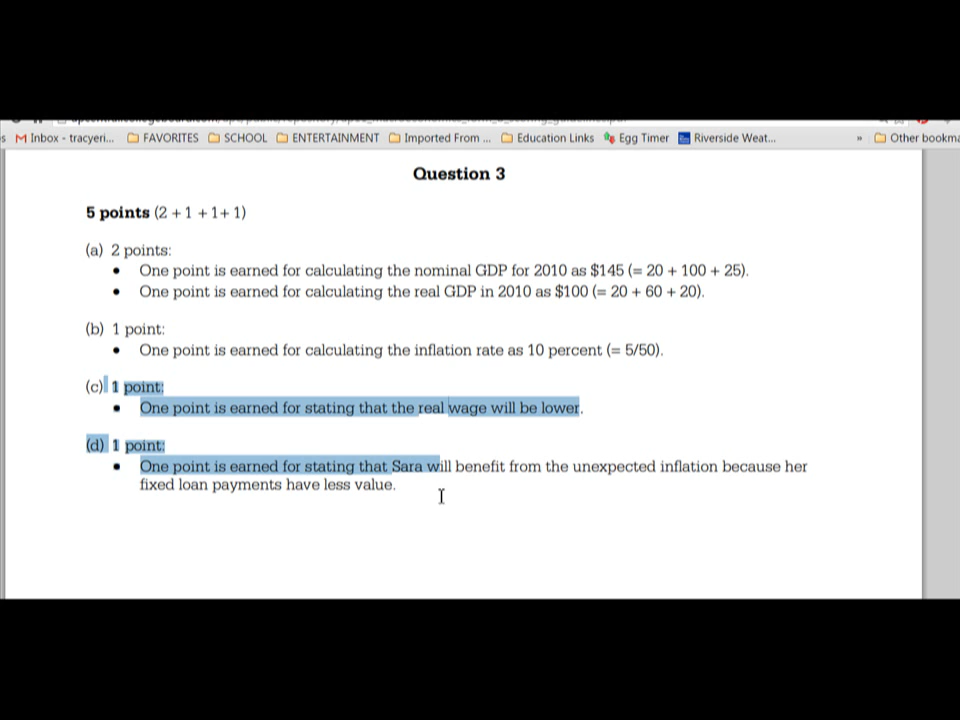 s Inbox - tracyeri... FAVORITES SCHOOL ENTERTAINMENT Imported From ... Education Links Egg Timer Riverside Weat... » Other bookma
Question 3
5 points (2 + 1 + 1+ 1)
(a) 2 points:
• One point is earned for calculating the nominal GDP for 2010 as $145 (= 20 + 100 + 25).
• One point is earned for calculating the real GDP in 2010 as $100 (= 20 + 60 + 20).
(b) 1 point:
• One point is earned for calculating the inflation rate as 10 percent (= 5/50).
(c) 1 point:
• One point is earned for stating that the real wage will be lower.
(d) 1 point:
• One point is earned for stating that Sara will benefit from the unexpected inflation because her
fixed loan payments have less value.